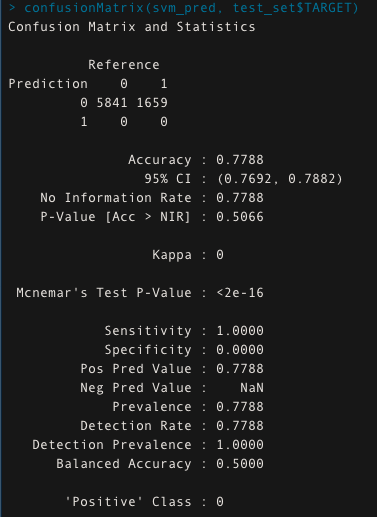 > confusionMatrix(svm_pred, test_set$TARGET)
Confusion Matrix and Statistics
Reference
Prediction 0 1
0 5841 1659
1 0 0
Accuracy : 0.7788
95% CI : (0.7692, 0.7882)
No Information Rate : 0.7788
P-Value [Acc > NIR] : 0.5066
Kappa : 0
Mcnemar's Test P-Value : <2e-16
Sensitivity : 1.0000
Specificity : 0.0000
Pos Pred Value : 0.7788
Neg Pred Value : NaN
Prevalence : 0.7788
Detection Rate : 0.7788
Detection Prevalence : 1.0000
Balanced Accuracy : 0.5000
'Positive' Class : 0